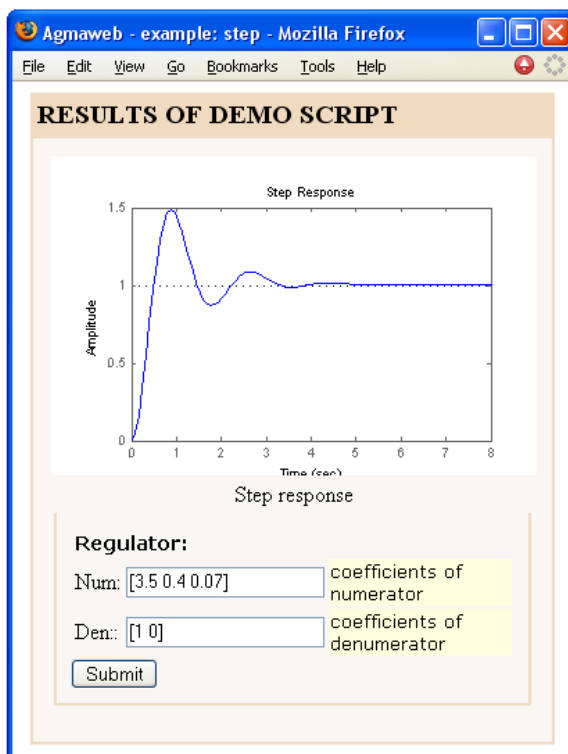 Agmaweb - example: step - Mozilla Firefox
File Edit View Go Bookmarks Tools Help
RESULTS OF DEMO SCRIPT
Step Response
1.5
1
0.5
0
Amplitude
0 1 2 3 4 5 6 7 8
Time (sec)
Step response
Regulator:
Num: [3.5 0.4 0.07] coefficients of
numerator
Den:: [1 0] coefficients of
denumerator
Submit